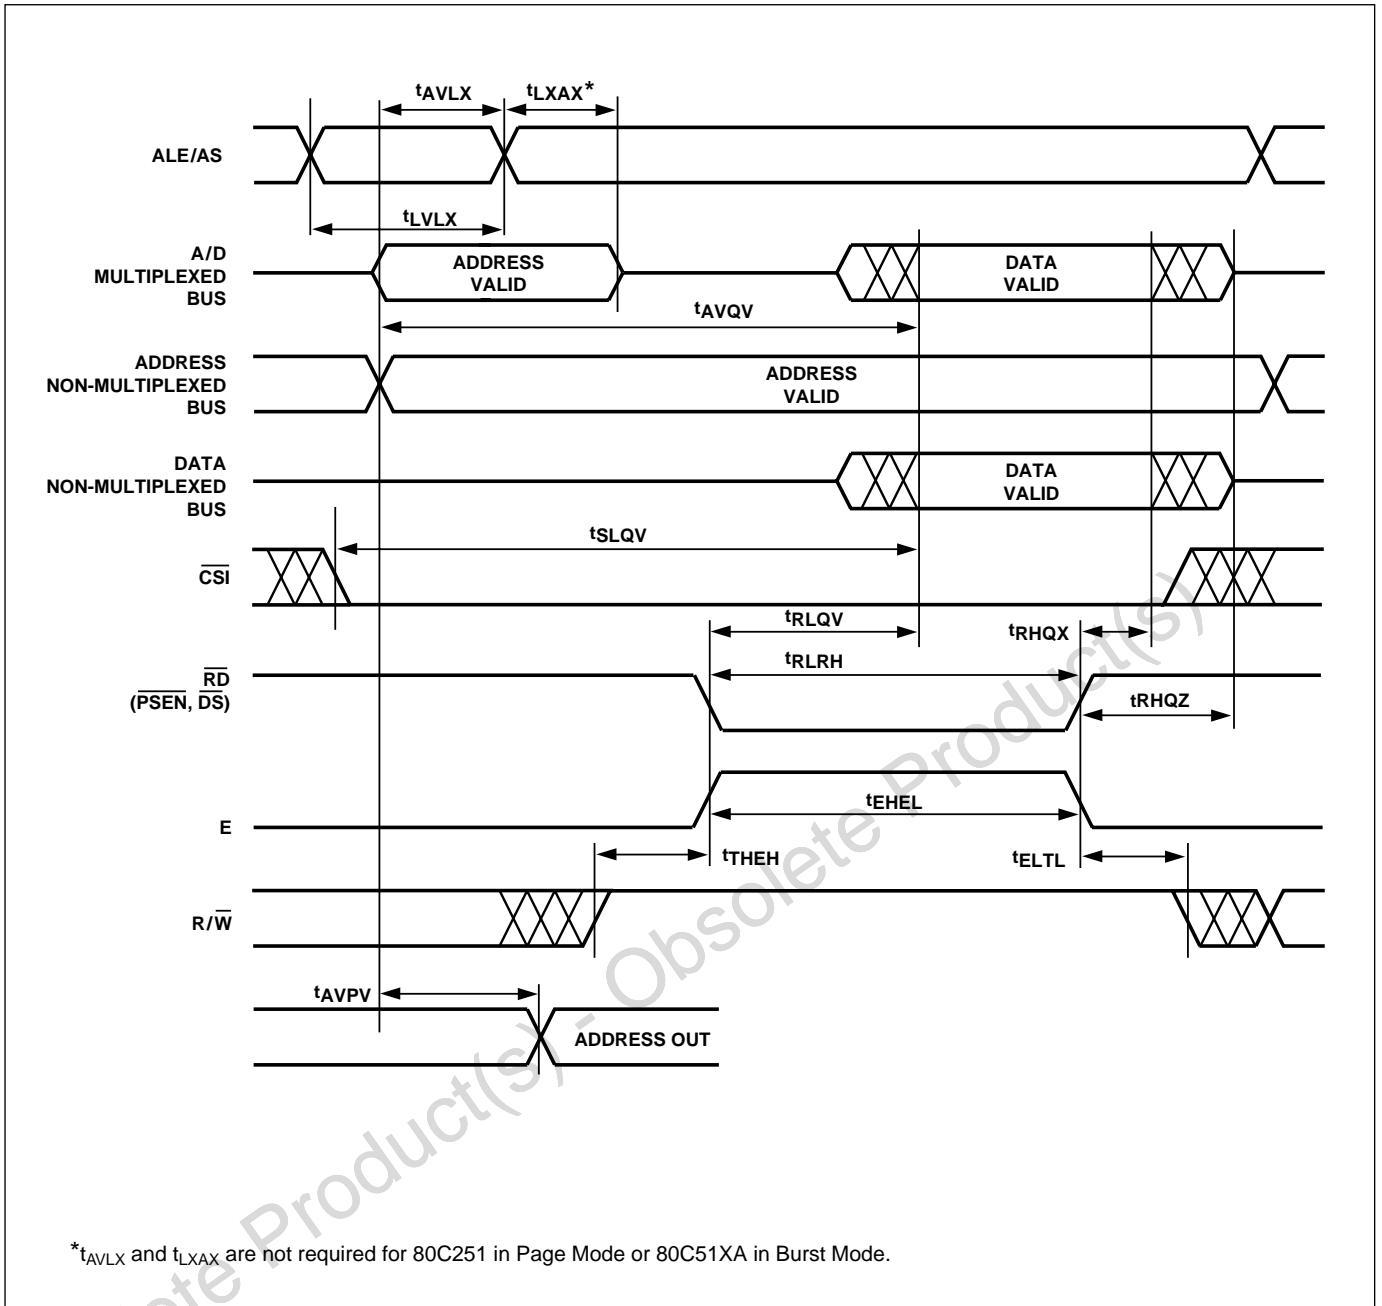 tAVLX tLXAX*
ALE/AS
tLVLX
A/D
MULTIPLEXED
BUS
ADDRESS
VALID
DATA
VALID
tAVQV
ADDRESS
NON-MULTIPLEXED
BUS
ADDRESS
VALID
DATA
NON-MULTIPLEXED
BUS
DATA
VALID
tSLQV
CSI
tRLQV tRHQX
tRLRH
RD
(PSEN, DS)
tRHQZ
tEHEL
E
tTHEH tELTL
R/W
tAVPV
ADDRESS OUT
*tAVLX and tLXAX are not required for 80C251 in Page Mode or 80C51XA in Burst Mode.
ete Product(s) - Obsolete Product(s)